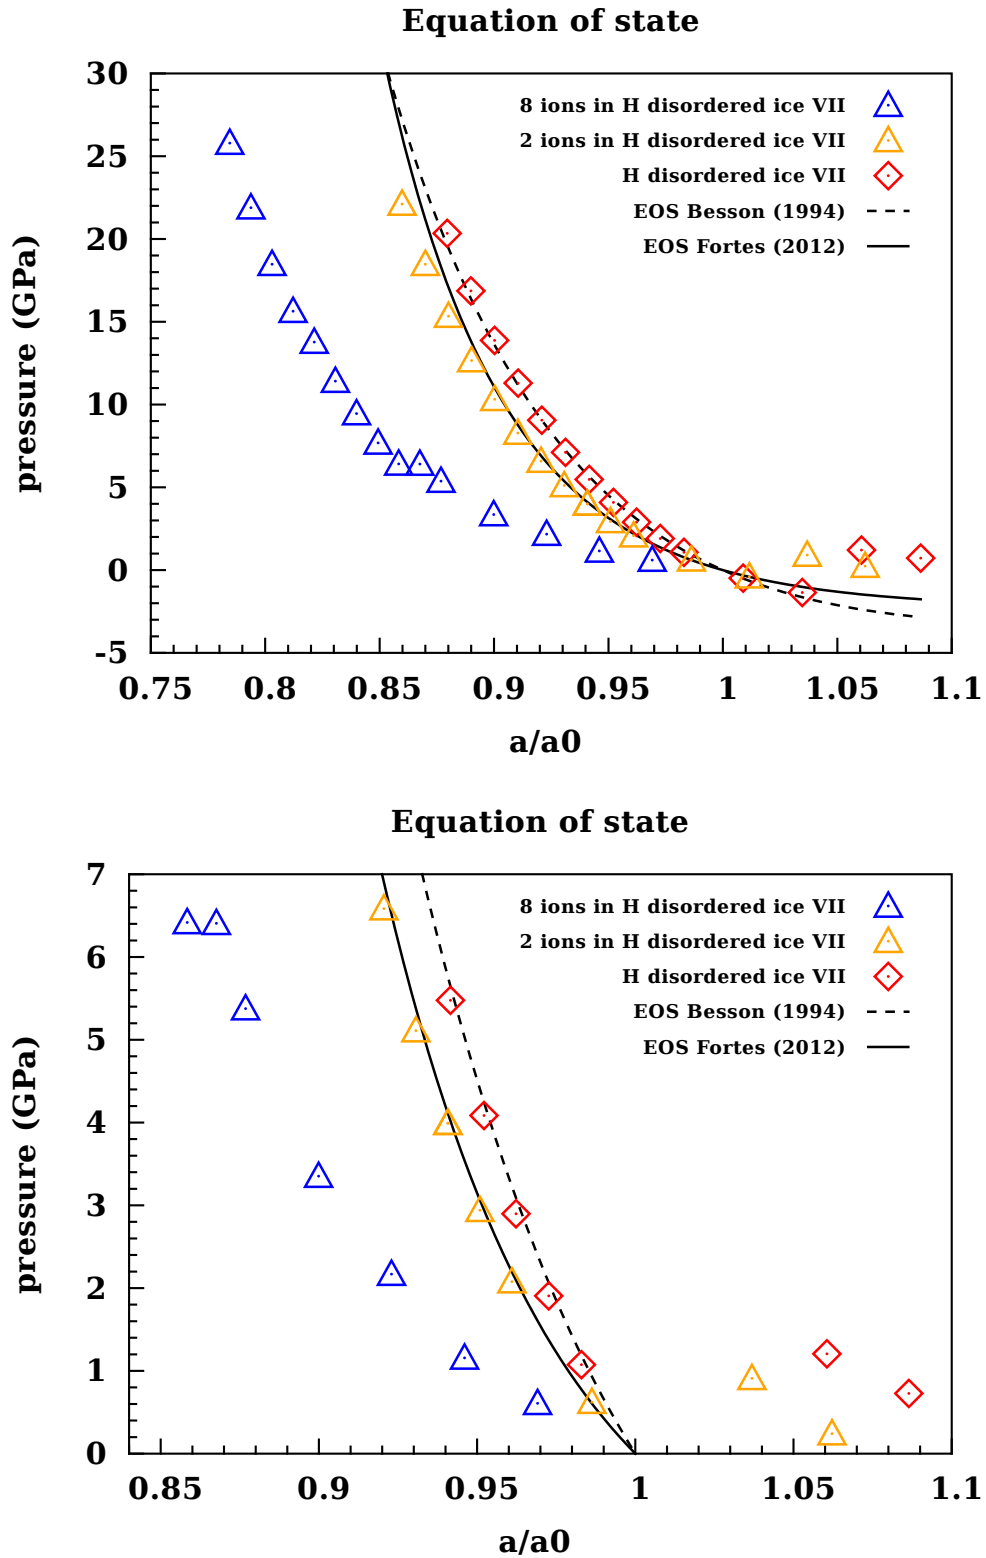 Equation of state
30
25
20
15
10
5
0
-5
pressure (GPa)
8 ions in H disordered ice VII
2 ions in H disordered ice VII
H disordered ice VII
EOS Besson (1994)
EOS Fortes (2012)
0.75 0.8 0.85 0.9 0.95 1 1.05 1.1
a/a0
Equation of state
7
6
5
4
3
2
1
0
pressure (GPa)
8 ions in H disordered ice VII
2 ions in H disordered ice VII
H disordered ice VII
EOS Besson (1994)
EOS Fortes (2012)
0.85 0.9 0.95 1 1.05 1.1
a/a0